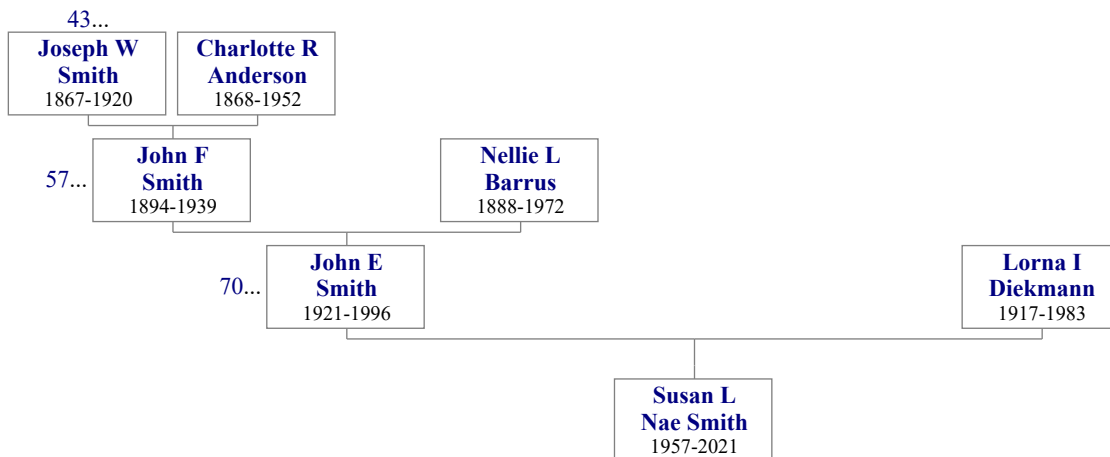 43...
Joseph W
Smith
1867-1920
Charlotte R
Anderson
1868-1952
57...
John F
Smith
1894-1939
Nellie L
Barrus
1888-1972
70...
John E
Smith
1921-1996
Lorna I
Diekmann
1917-1983
Susan L
Nae Smith
1957-2021